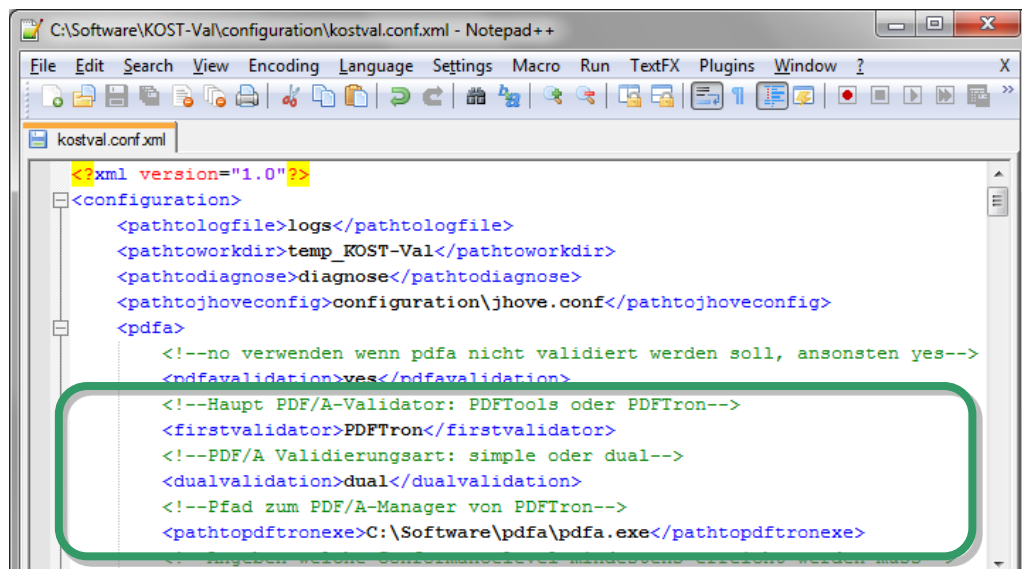 C:\Software\KOST-Val\configuration\kostval.conf.xml - Notepad++
File Edit Search View Encoding Language Settings Macro Run TextFX Plugins Window ? X
kostval.conf.xml
<?xml version="1.0"?>
<configuration>
<pathtologfile>logs</pathtologfile>
<pathtoworkdir>temp_KOST-Val</pathtoworkdir>
<pathtodiagnose>diagnose</pathtodiagnose>
<pathtojhoveconfig>configuration\jhove.conf</pathtojhoveconfig>
<pdfa>
<!--no verwenden wenn pdfa nicht validiert werden soll, ansonsten yes-->
<pdfavalidation>yes</pdfavalidation>
<!--Haupt PDF/A-Validator: PDFTools oder PDFTron-->
<firstvalidator>PDFTron</firstvalidator>
<!--PDF/A Validierungsart: simple oder dual-->
<dualvalidation>dual</dualvalidation>
<!--Pfad zum PDF/A-Manager von PDFTron-->
<pathtopdftronexe>C:\Software\pdfa\pdfa.exe</pathtopdftronexe>